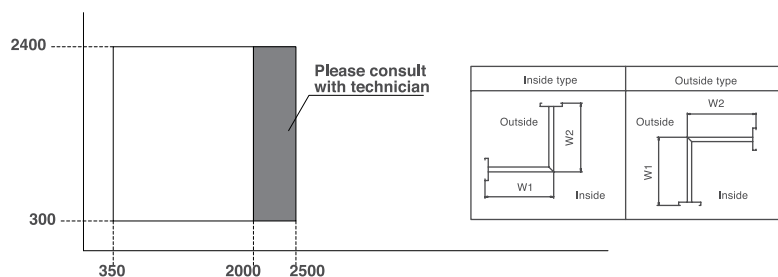 2400
Please consult
with technician
300
350
2000
2500
Inside type
Outside type
Outside
W2
W1
Inside
W2
Outside
W1
Inside